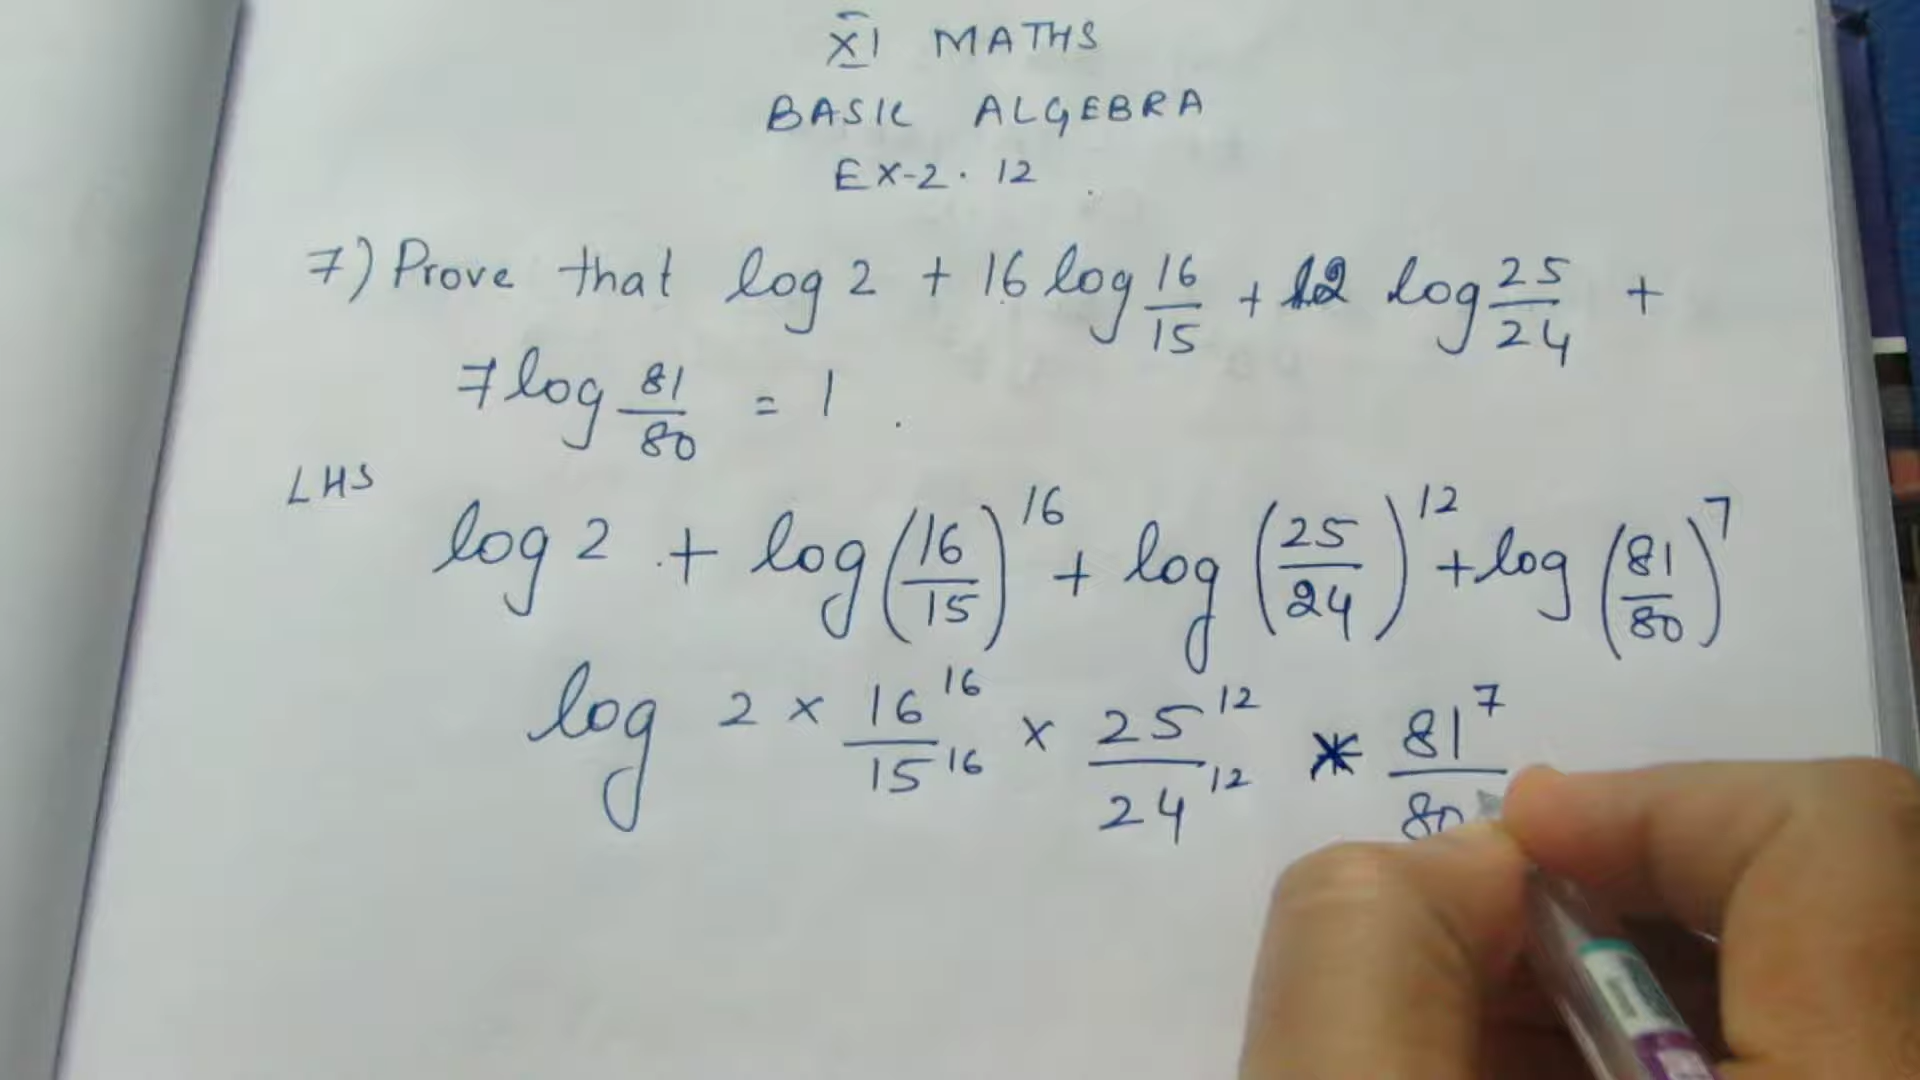 XI MATHS
BASIC ALGEBRA
EX-2.12
7) Prove that log 2 + 16 log 16/15 + 12 log 25/24 +
7 log 81/80 = 1
LHS
log 2 + log (16/15)^16 + log (25/24)^12 + log (81/80)^7
log 2 × 16^16/15^16 × 25^12/24^12 * 81^7/80